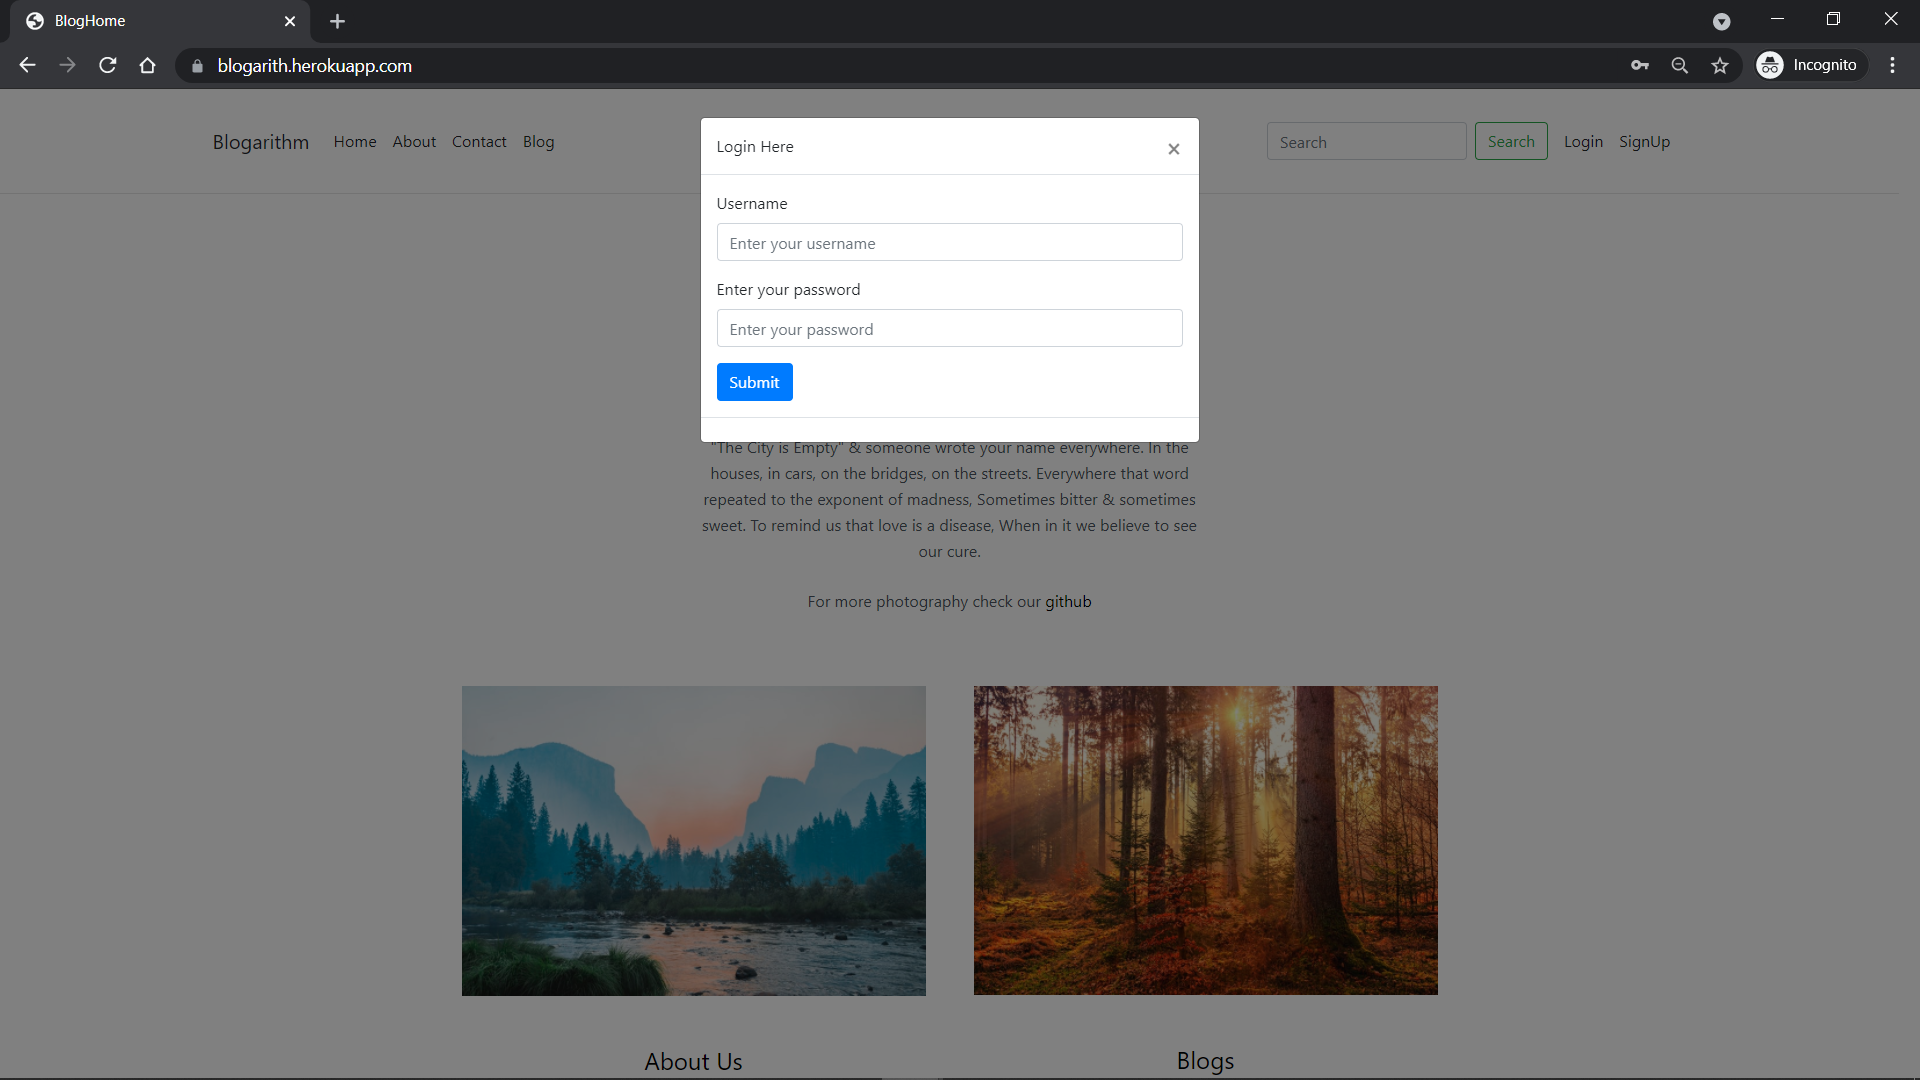 BlogHome
blogarith.herokuapp.com
Incognito
Blogarithm Home About Contact Blog
Search Search Login SignUp
Login Here ×
Username
Enter your username
Enter your password
Enter your password
Submit
"The City is Empty" & someone wrote your name everywhere. In the
houses, in cars, on the bridges, on the streets. Everywhere that word
repeated to the exponent of madness, Sometimes bitter & sometimes
sweet. To remind us that love is a disease, When in it we believe to see
our cure.
For more photography check our github
About Us
Blogs